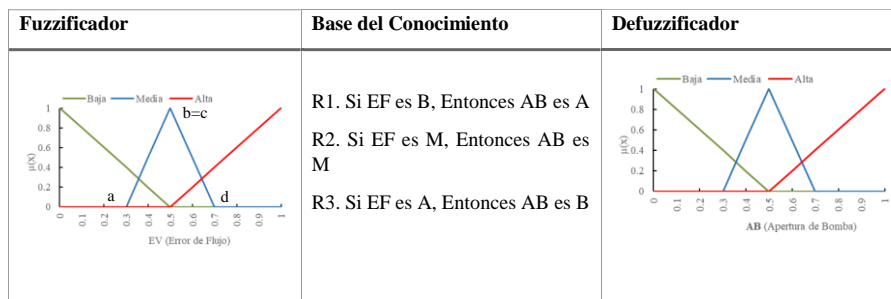 Fuzzificador
Base del Conocimiento
Defuzzificador
Baja Media Alta
b=c
1
0.8
0.6
0.4
0.2
0
μ(x)
a
d
0 0.1 0.2 0.3 0.4 0.5 0.6 0.7 0.8 0.9 1
EV (Error de Flujo)
R1. Si EF es B, Entonces AB es A
R2. Si EF es M, Entonces AB es
M
R3. Si EF es A, Entonces AB es B
Baja Media Alta
1
0.8
0.6
0.4
0.2
0
μ(x)
0 0.1 0.2 0.3 0.4 0.5 0.6 0.7 0.8 0.9 1
AB (Apertura de Bomba)